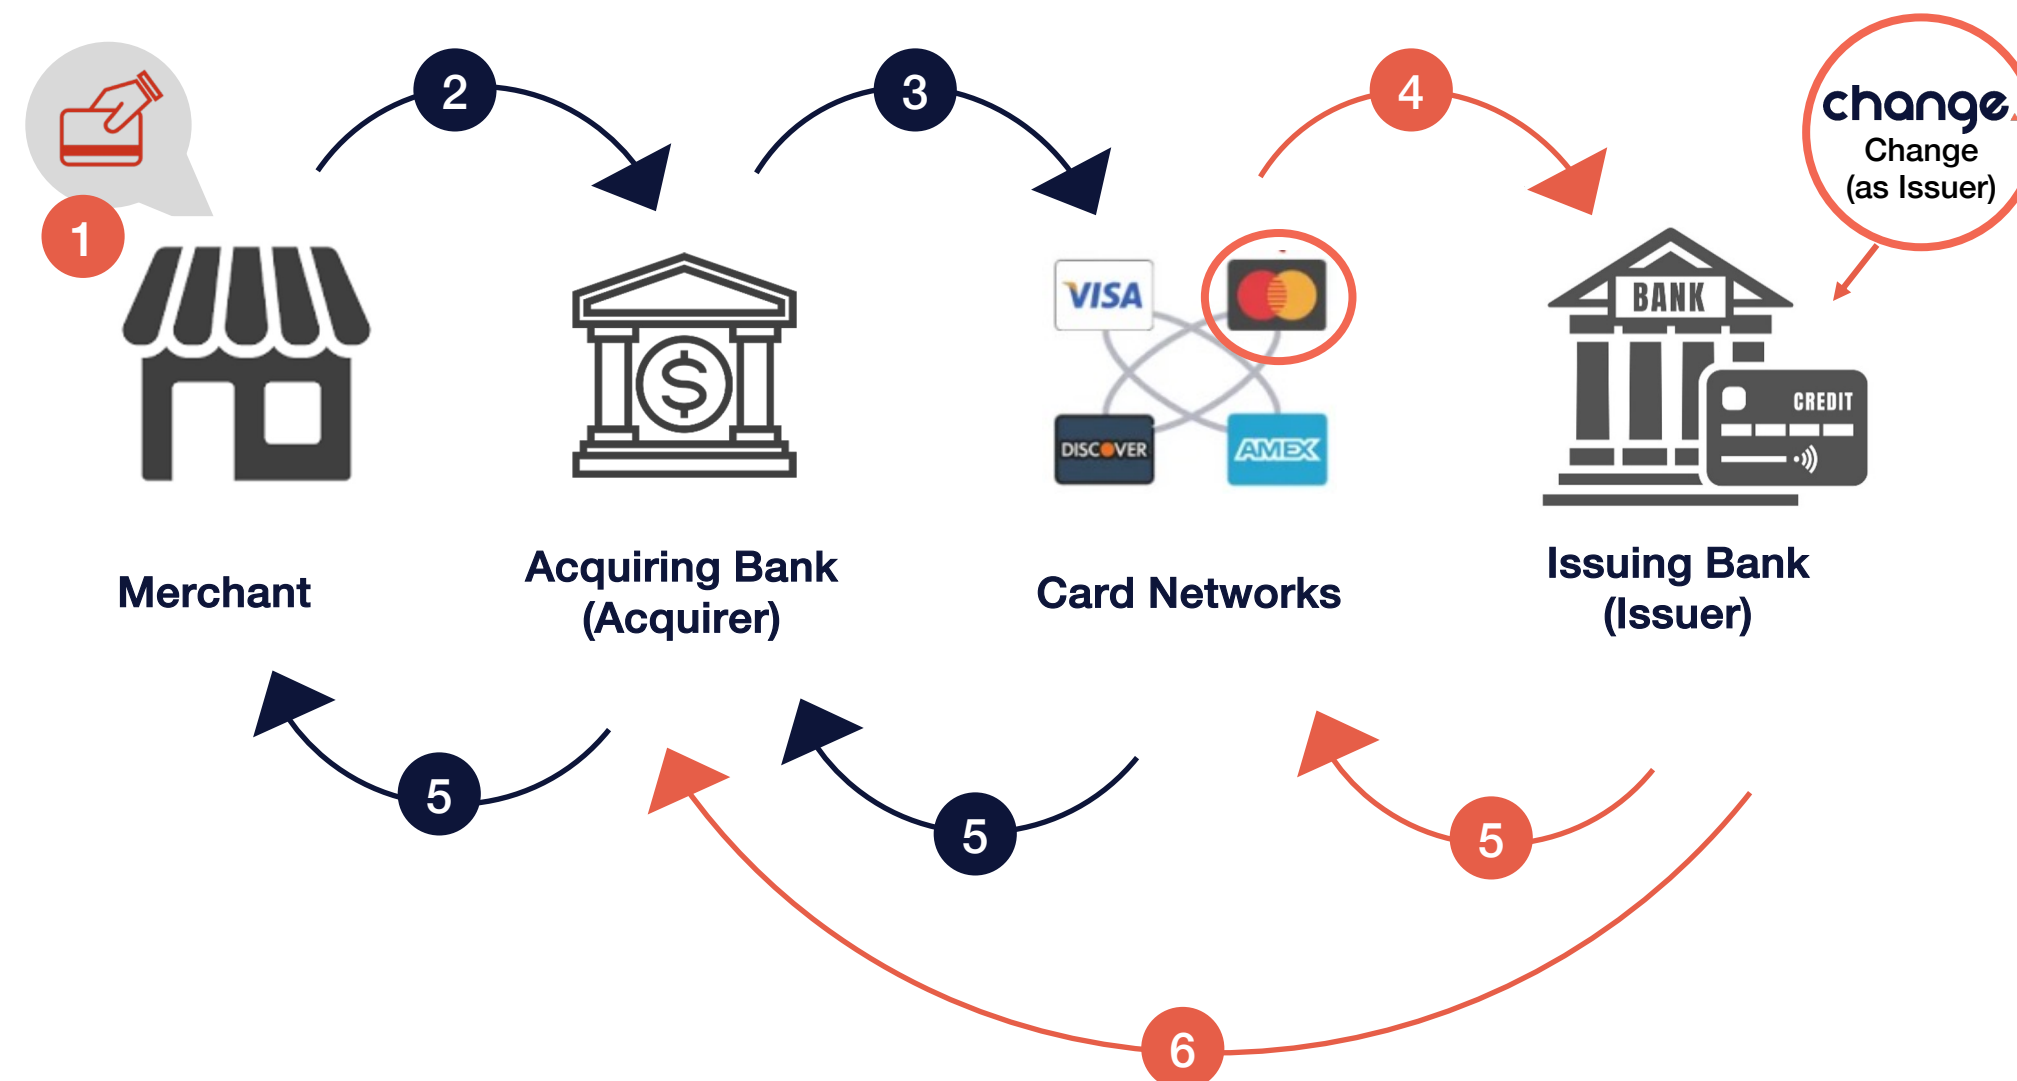 2
3
4
change
Change
(as Issuer)
1
VISA
BANK
CREDIT
DISCOVER
AMEX
Merchant
Acquiring Bank
(Acquirer)
Card Networks
Issuing Bank
(Issuer)
5
5
5
6